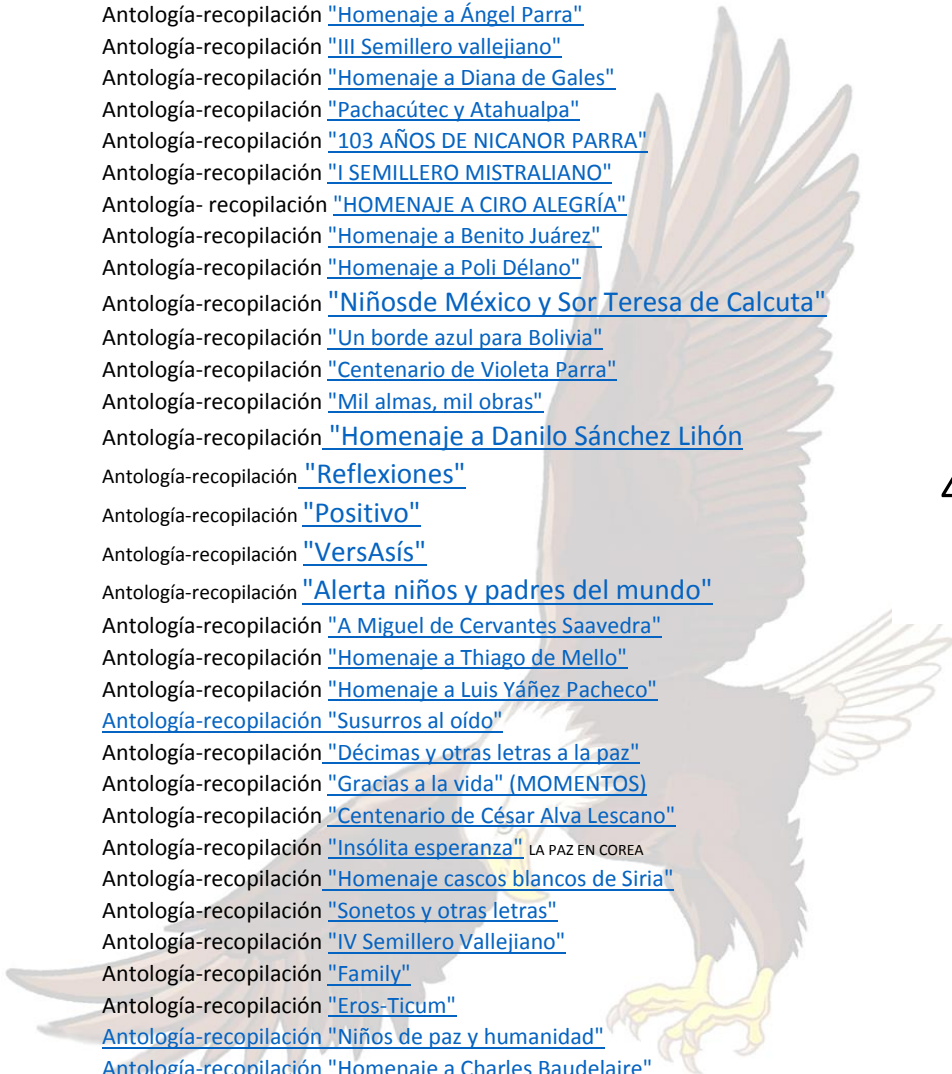 Antología-recopilación "Homenaje a Ángel Parra"
Antología-recopilación "III Semillero vallejiano"
Antología-recopilación "Homenaje a Diana de Gales"
Antología-recopilación "Pachacútec y Atahualpa"
Antología-recopilación "103 AÑOS DE NICANOR PARRA"
Antología-recopilación "I SEMILLERO MISTRALIANO"
Antología- recopilación "HOMENAJE A CIRO ALEGRÍA"
Antología-recopilación "Homenaje a Benito Juárez"
Antología-recopilación "Homenaje a Poli Délano"
Antología-recopilación "Niñosde México y Sor Teresa de Calcuta"
Antología-recopilación "Un borde azul para Bolivia"
Antología-recopilación "Centenario de Violeta Parra"
Antología-recopilación "Mil almas, mil obras"
Antología-recopilación "Homenaje a Danilo Sánchez Lihón
Antología-recopilación "Reflexiones"
Antología-recopilación "Positivo"
Antología-recopilación "VersAsís"
Antología-recopilación "Alerta niños y padres del mundo"
Antología-recopilación "A Miguel de Cervantes Saavedra"
Antología-recopilación "Homenaje a Thiago de Mello"
Antología-recopilación "Homenaje a Luis Yáñez Pacheco"
Antología-recopilación "Susurros al oído"
Antología-recopilación "Décimas y otras letras a la paz"
Antología-recopilación "Gracias a la vida" (MOMENTOS)
Antología-recopilación "Centenario de César Alva Lescano"
Antología-recopilación "Insólita esperanza" LA PAZ EN COREA
Antología-recopilación "Homenaje cascos blancos de Siria"
Antología-recopilación "Sonetos y otras letras"
Antología-recopilación "IV Semillero Vallejiano"
Antología-recopilación "Family"
Antología-recopilación "Eros-Ticum"
Antología-recopilación "Niños de paz y humanidad"
Antología-recopilación "Homenaje a Charles Baudelaire"